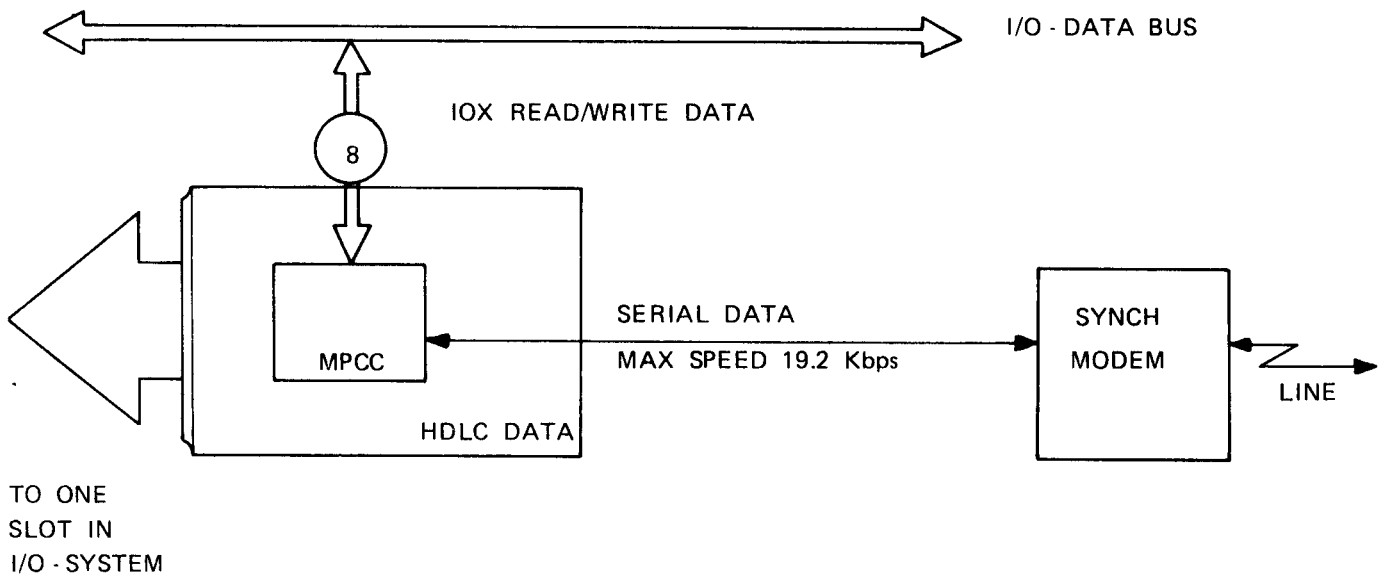 I/O - DATA BUS
IOX READ/WRITE DATA
8
SERIAL DATA
MAX SPEED 19.2 Kbps
SYNCH
MODEM
MPCC
LINE
HDLC DATA
TO ONE
SLOT IN
I/O - SYSTEM